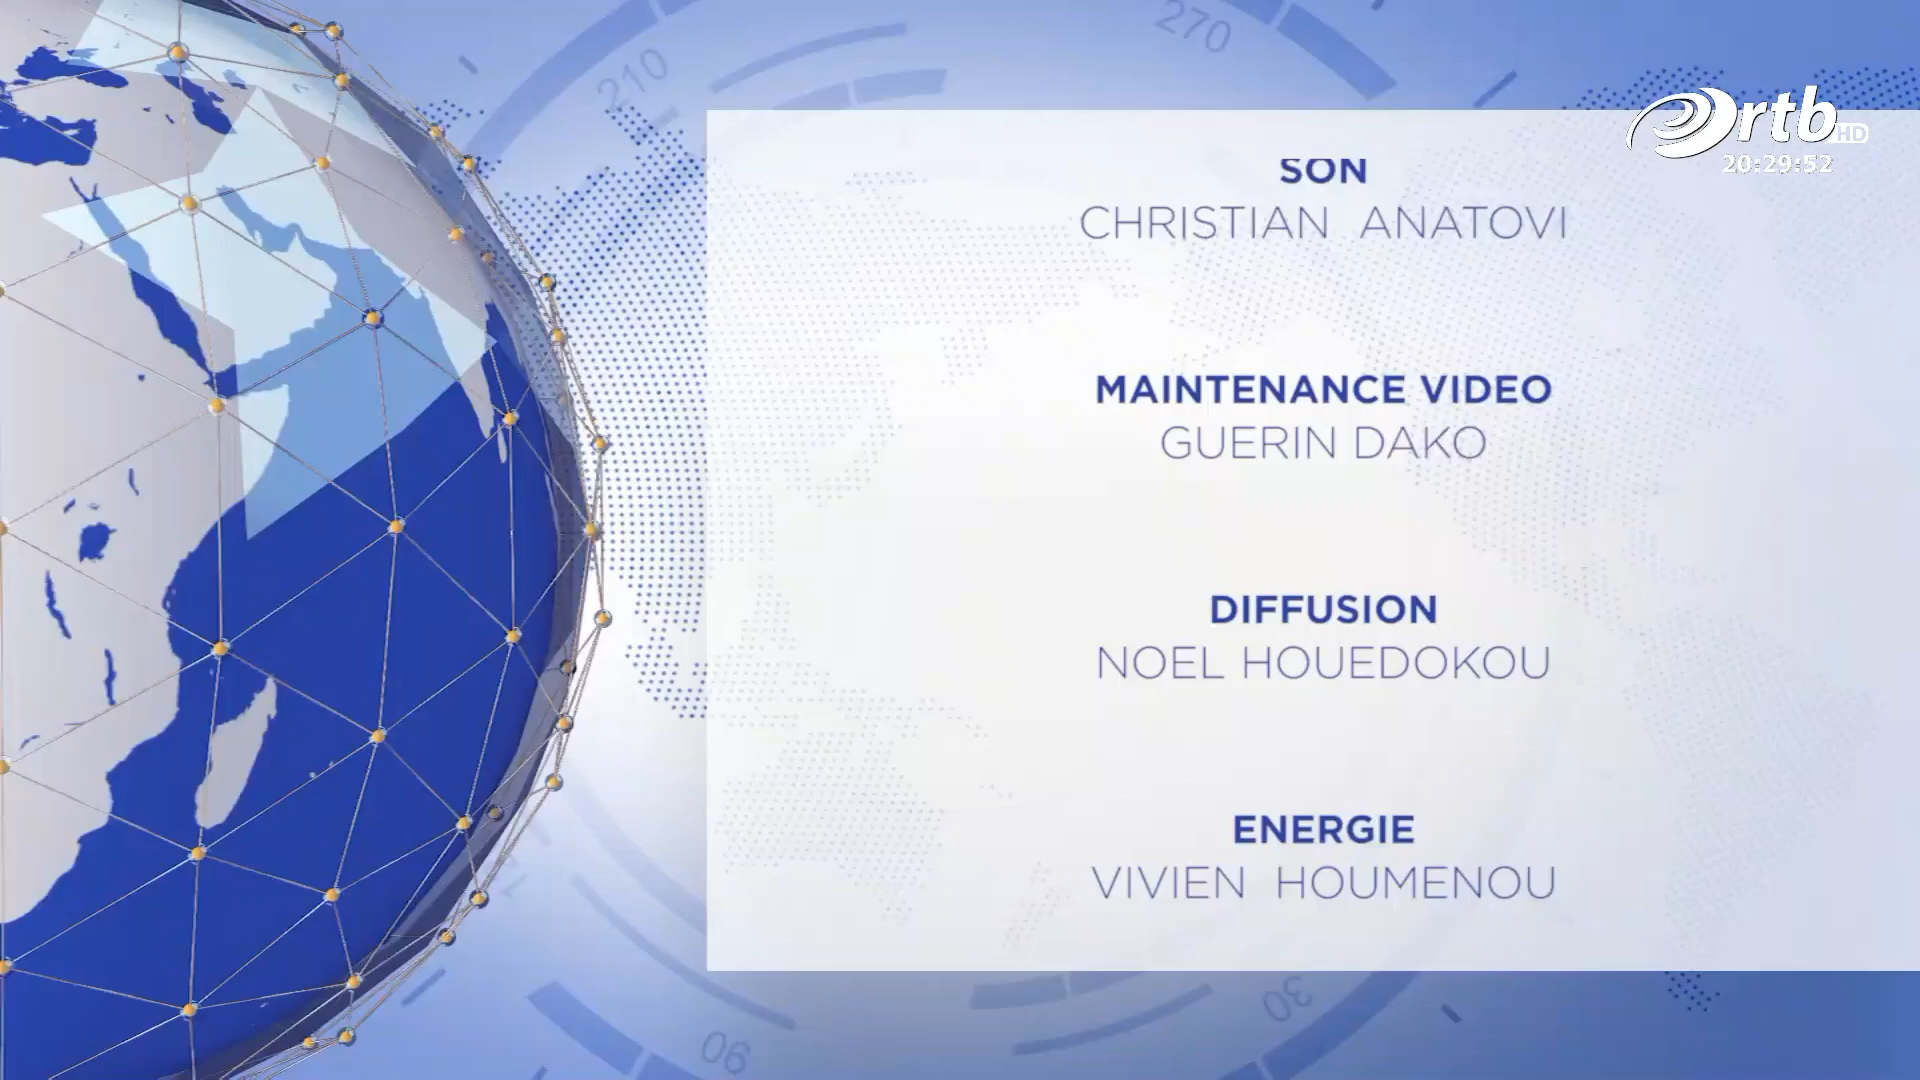 210
270
rtb HD
20:29:52
SON
CHRISTIAN ANATOVI
MAINTENANCE VIDEO
GUERIN DAKO
DIFFUSION
NOEL HOUEDOKOU
ENERGIE
VIVIEN HOUMENOU
30
90